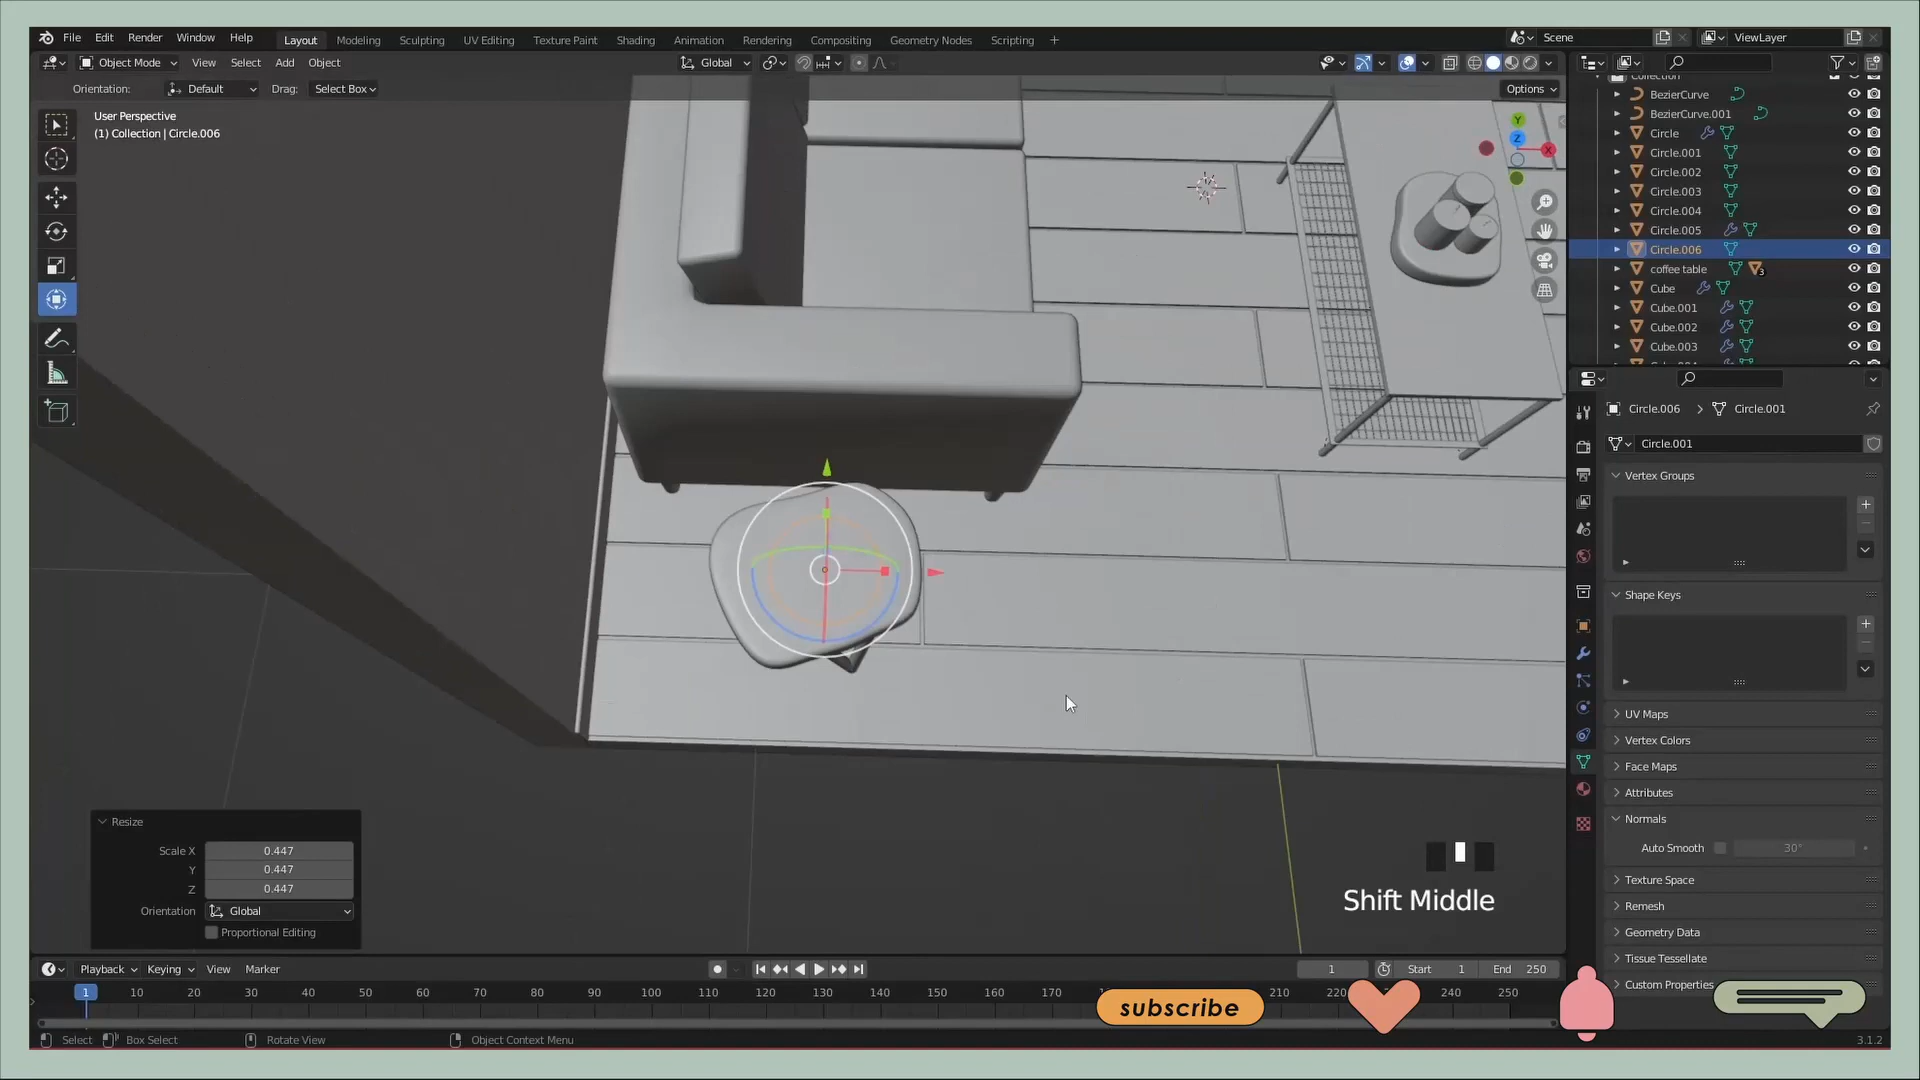 File Edit Render Window Help
Layout Modeling Sculpting UV Editing Texture Paint Shading Animation Rendering Compositing Geometry Nodes Scripting +
Scene ViewLayer
Object Mode View Select Add Object Global
Orientation: Default Drag: Select Box Options
User Perspective
(1) Collection | Circle.006
Y
Z
X
Collection
BezierCurve
BezierCurve.001
Circle
Circle.001
Circle.002
Circle.003
Circle.004
Circle.005
Circle.006
coffee table 3
Cube
Cube.001
Cube.002
Cube.003
Circle.006 > Circle.001
Circle.001
Vertex Groups
Shape Keys
UV Maps
Vertex Colors
Face Maps
Attributes
Normals
Auto Smooth 30°
Texture Space
Remesh
Geometry Data
Tissue Tessellate
Custom Properties
Resize
Scale X 0.447
Y 0.447
Z 0.447
Orientation Global
Proportional Editing
Shift Middle
Playback Keying View Marker
1 Start 1 End 250
1 10 20 30 40 50 60 70 80 90 100 110 120 130 140 150 160 170 210 220 240 250
subscribe
Select Box Select Rotate View Object Context Menu
3.1.2